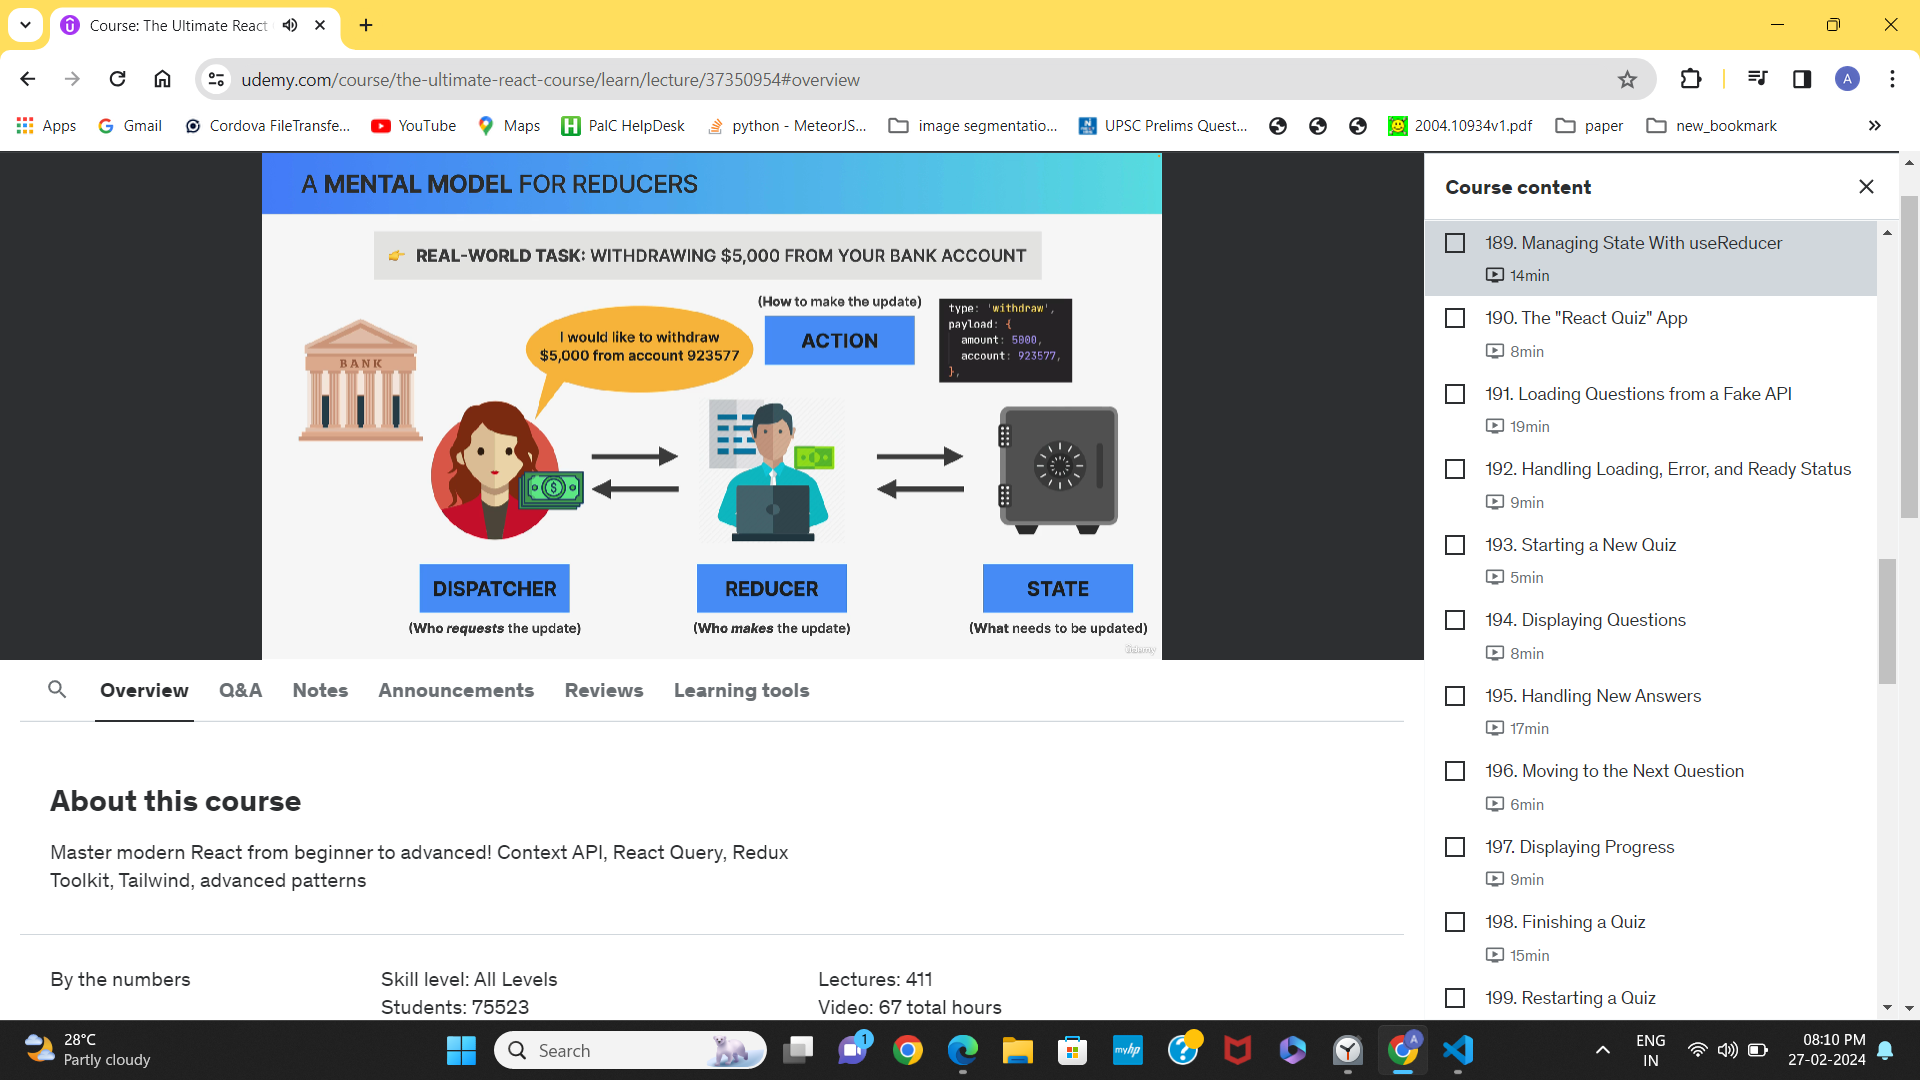 Course: The Ultimate React
udemy.com/course/the-ultimate-react-course/learn/lecture/37350954#overview
A
Apps
Gmail
Cordova FileTransfe...
YouTube
Maps
PalC HelpDesk
python - MeteorJS...
image segmentatio...
UPSC Prelims Quest...
2004.10934v1.pdf
paper
new_bookmark
A MENTAL MODEL FOR REDUCERS
REAL-WORLD TASK: WITHDRAWING $5,000 FROM YOUR BANK ACCOUNT
(How to make the update)
ACTION
type: 'withdraw',
payload: {
amount: 5000,
account: 923577,
},
I would like to withdraw
$5,000 from account 923577
BANK
DISPATCHER
(Who requests the update)
REDUCER
(Who makes the update)
STATE
(What needs to be updated)
Udemy
Overview
Q&A
Notes
Announcements
Reviews
Learning tools
About this course
Master modern React from beginner to advanced! Context API, React Query, Redux
Toolkit, Tailwind, advanced patterns
By the numbers
Skill level: All Levels
Students: 75523
Lectures: 411
Video: 67 total hours
Course content
189. Managing State With useReducer
14min
190. The "React Quiz" App
8min
191. Loading Questions from a Fake API
19min
192. Handling Loading, Error, and Ready Status
9min
193. Starting a New Quiz
5min
194. Displaying Questions
8min
195. Handling New Answers
17min
196. Moving to the Next Question
6min
197. Displaying Progress
9min
198. Finishing a Quiz
15min
199. Restarting a Quiz
28°C
Partly cloudy
Search
1
myhp
A
ENG
IN
08:10 PM
27-02-2024